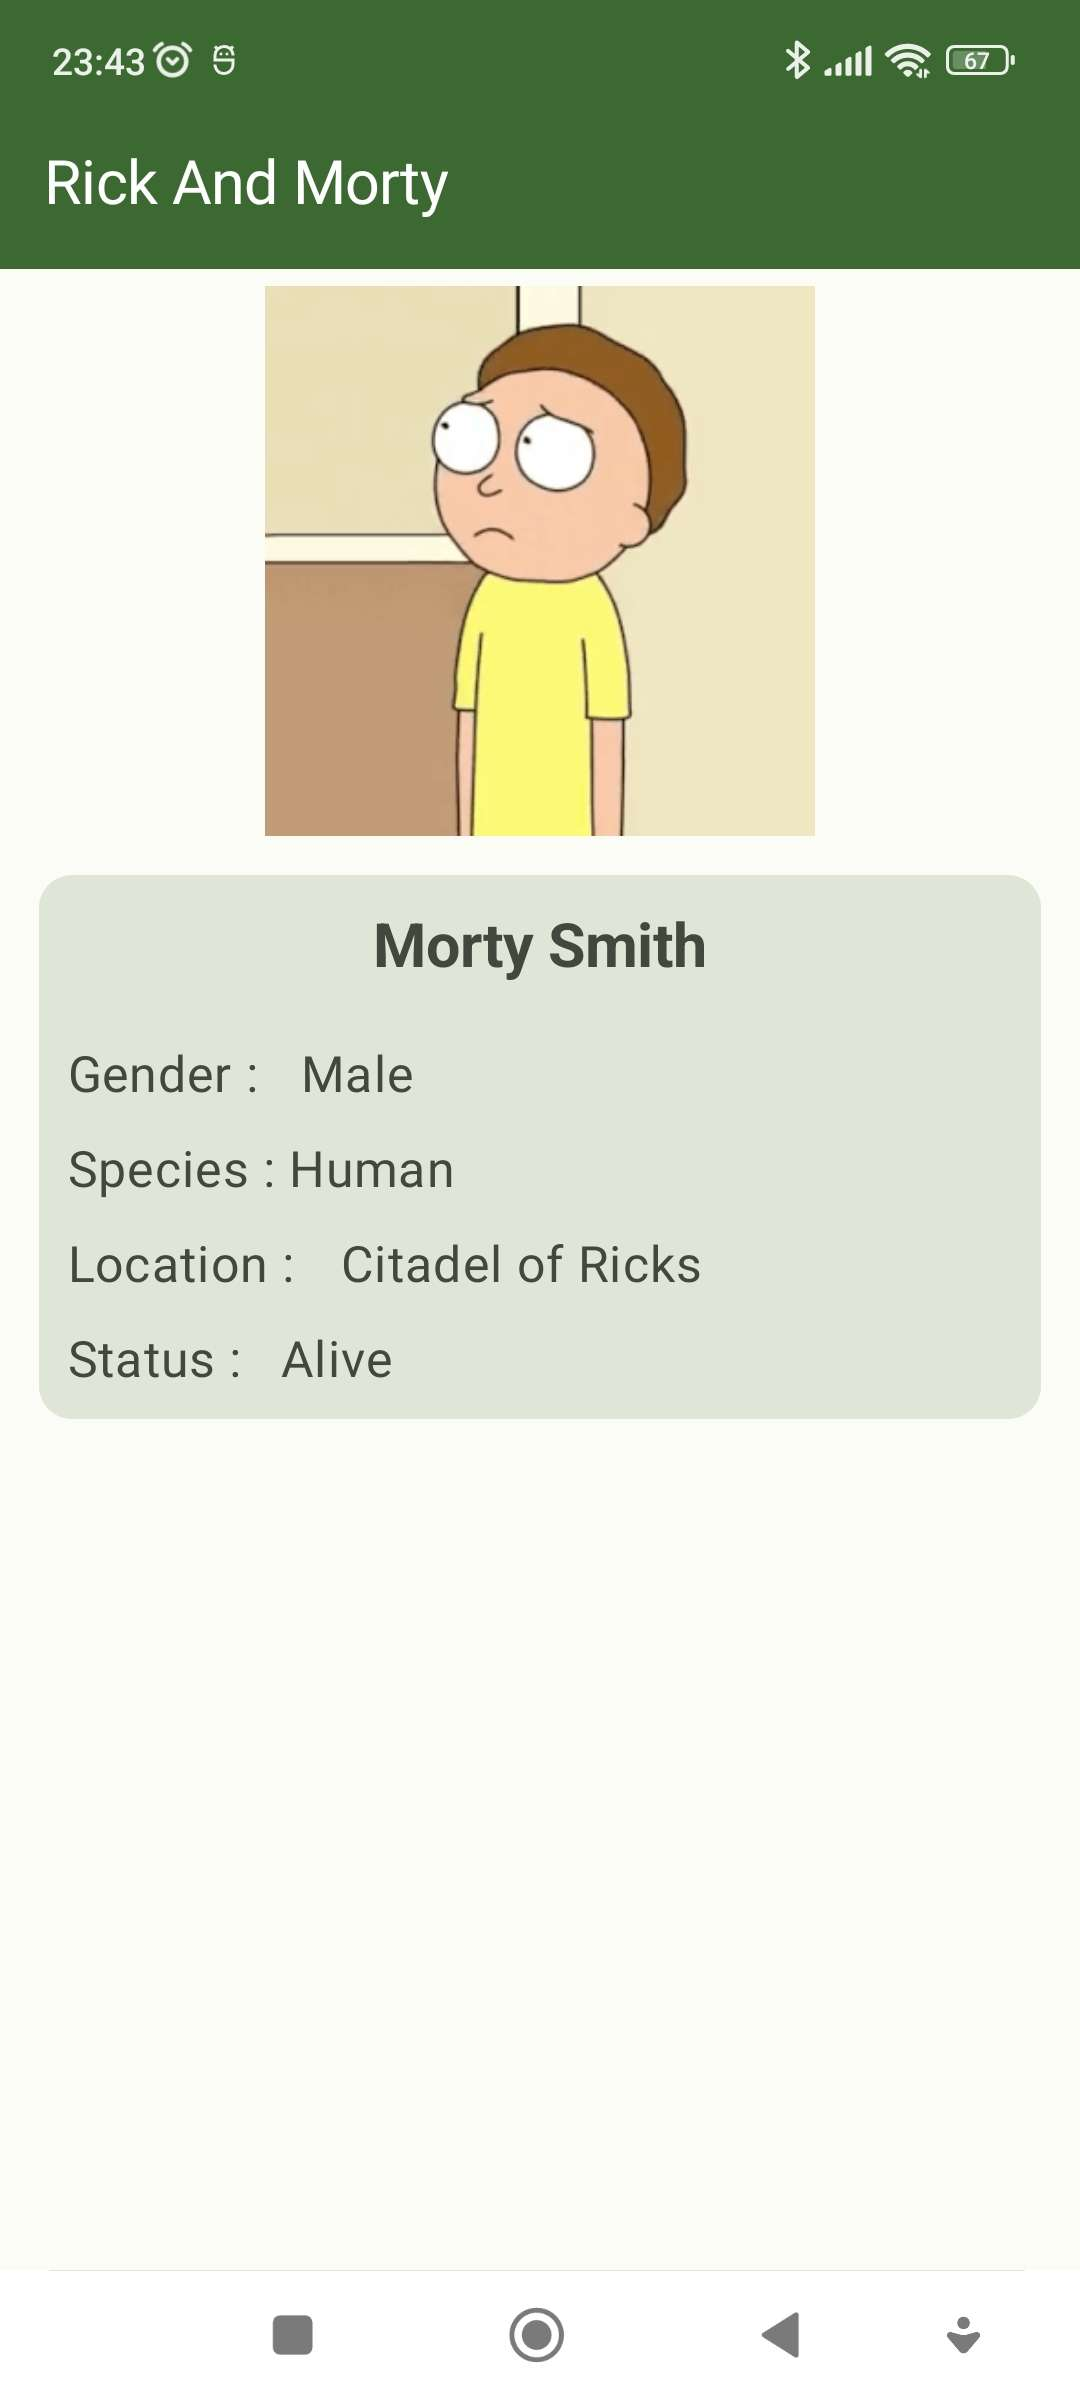 23:43
67
Rick And Morty
Morty Smith
Gender : Male
Species : Human
Location : Citadel of Ricks
Status : Alive